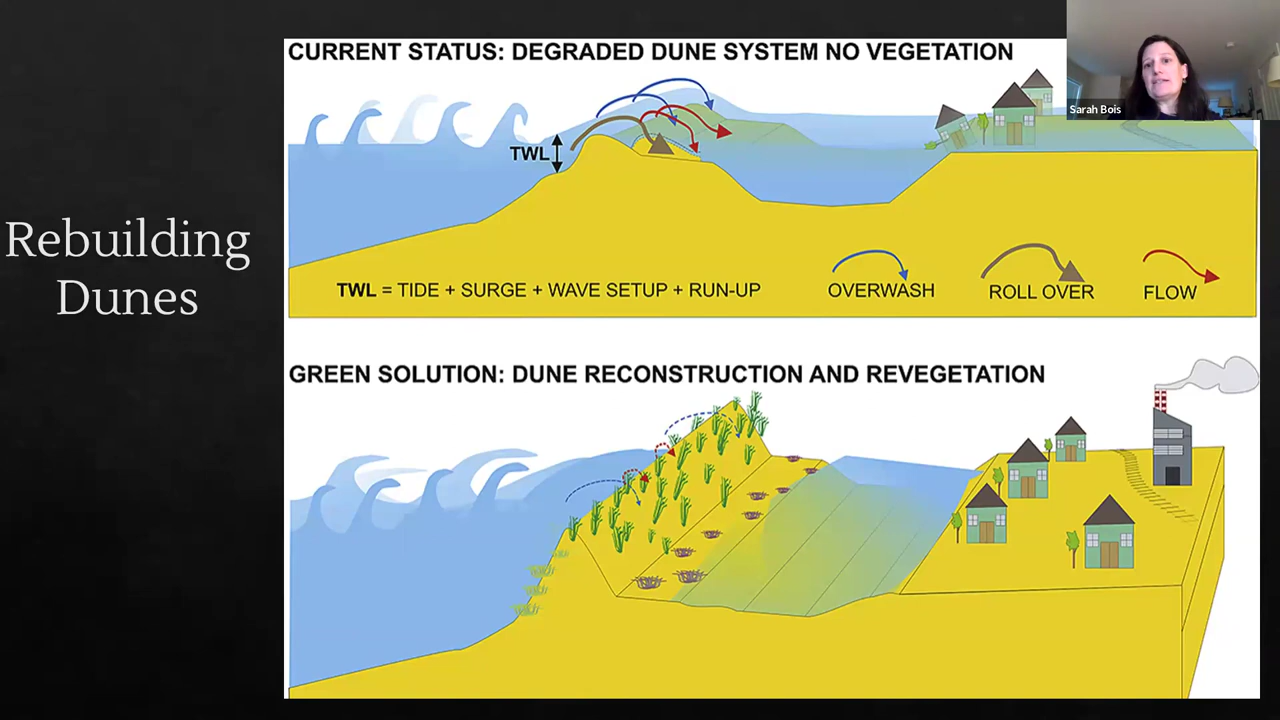 CURRENT STATUS: DEGRADED DUNE SYSTEM NO VEGETATION
Sarah Bois
TWL
Rebuilding
Dunes
TWL = TIDE + SURGE + WAVE SETUP + RUN-UP
OVERWASH
ROLL OVER
FLOW
GREEN SOLUTION: DUNE RECONSTRUCTION AND REVEGETATION